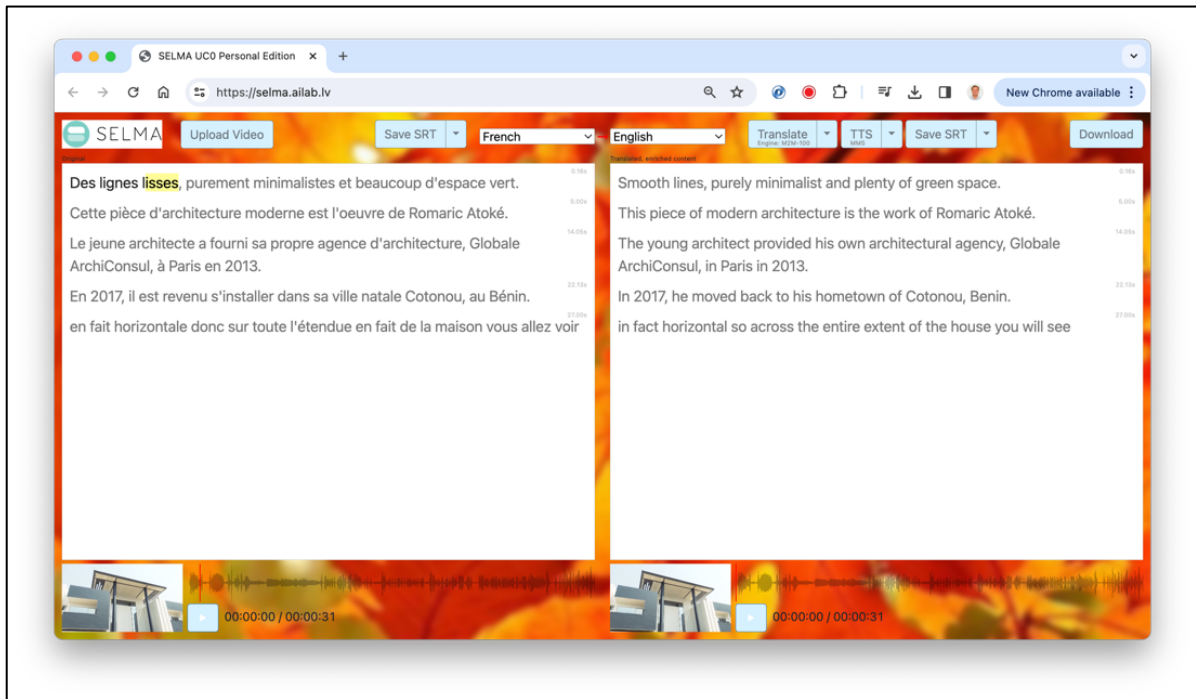 SELMA UC0 Personal Edition
https://selma.ailab.lv
New Chrome available
SELMA
Upload Video
Save SRT
French
English
Translate
Engine: M2M-100
TTS
MMS
Save SRT
Download
Original
Des lignes lisses, purement minimalistes et beaucoup d'espace vert.
0:16s
Cette pièce d'architecture moderne est l'oeuvre de Romaric Atoké.
5.00s
Le jeune architecte a fourni sa propre agence d'architecture, Globale
14.05s
ArchiConsul, à Paris en 2013.
En 2017, il est revenu s'installer dans sa ville natale Cotonou, au Bénin.
22.13s
en fait horizontale donc sur toute l'étendue en fait de la maison vous allez voir
27.00s
00:00:00 / 00:00:31
Translated, enriched content
Smooth lines, purely minimalist and plenty of green space.
0:16s
This piece of modern architecture is the work of Romaric Atoké.
5.00s
The young architect provided his own architectural agency, Globale
14.05s
ArchiConsul, in Paris in 2013.
In 2017, he moved back to his hometown of Cotonou, Benin.
22.13s
in fact horizontal so across the entire extent of the house you will see
27.00s
00:00:00 / 00:00:31